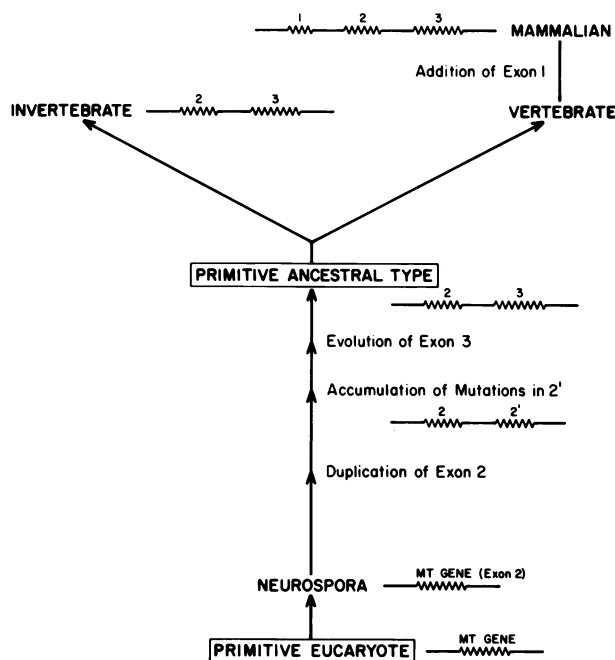 1 2 3 MAMMALIAN
Addition of Exon 1
INVERTEBRATE 2 3 VERTEBRATE
PRIMITIVE ANCESTRAL TYPE
2 3
Evolution of Exon 3
Accumulation of Mutations in 2'
2 2'
Duplication of Exon 2
NEUROSPORA MT GENE (Exon 2)
PRIMITIVE EUCARYOTE MT GENE